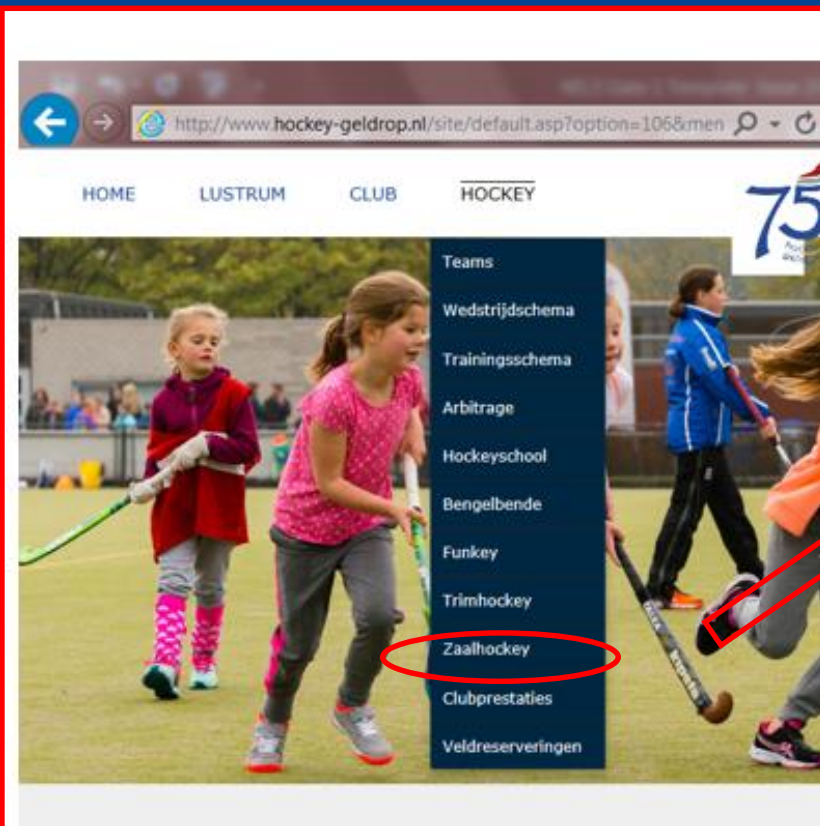 http://www.hockey-geldrop.nl/site/default.asp?option=106&men
HOME LUSTRUM CLUB HOCKEY
75
Teams
Wedstrijdschema
Trainingsschema
Arbitrage
Hockeyschool
Bengelbende
Funkey
Trimhockey
Zaalhockey
Clubprestaties
Veldreserveringen